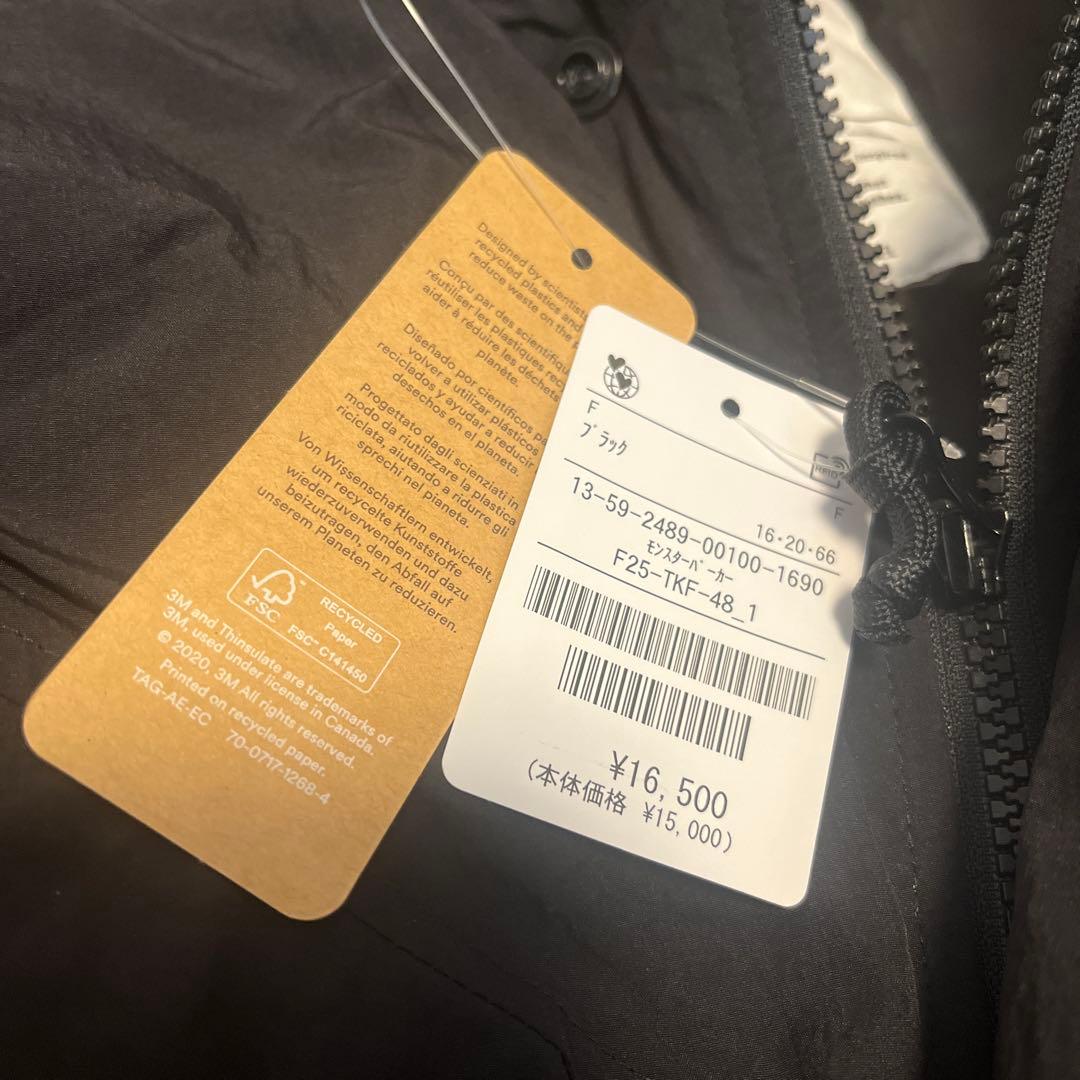 Designed by scientists
recycled plastics and
reduce waste on the
Conçu par des scientifiqu
réutiliser les plastiques rec
aider à réduire les déchets
planète.
Diseñado por científicos pa
volver a utilizar plásticos
reciclados y ayudar a reducir
desechos en el planeta.
Progettato dagli scienziati in
modo da riutilizzare la plastica
riciclata, aiutando a ridurre gli
sprechi nel pianeta.
Von Wissenschaftlern entwickelt,
um recycelte Kunststoffe
wiederzuverwenden und dazu
beizutragen, den Abfall auf
unserem Planeten zu reduzieren.
FSC
RECYCLED
Paper
FSC® C141450
3M and Thinsulate are trademarks of
3M, used under license in Canada.
© 2020, 3M All rights reserved.
Printed on recycled paper.
TAG-AE-EC
70-0717-1268-4
F
ブラック
RFID
F
16・20・66
13-59-2489-00100-1690
モンスターパーカー
F25-TKF-48_1
¥16,500
(本体価格 ¥15,000)